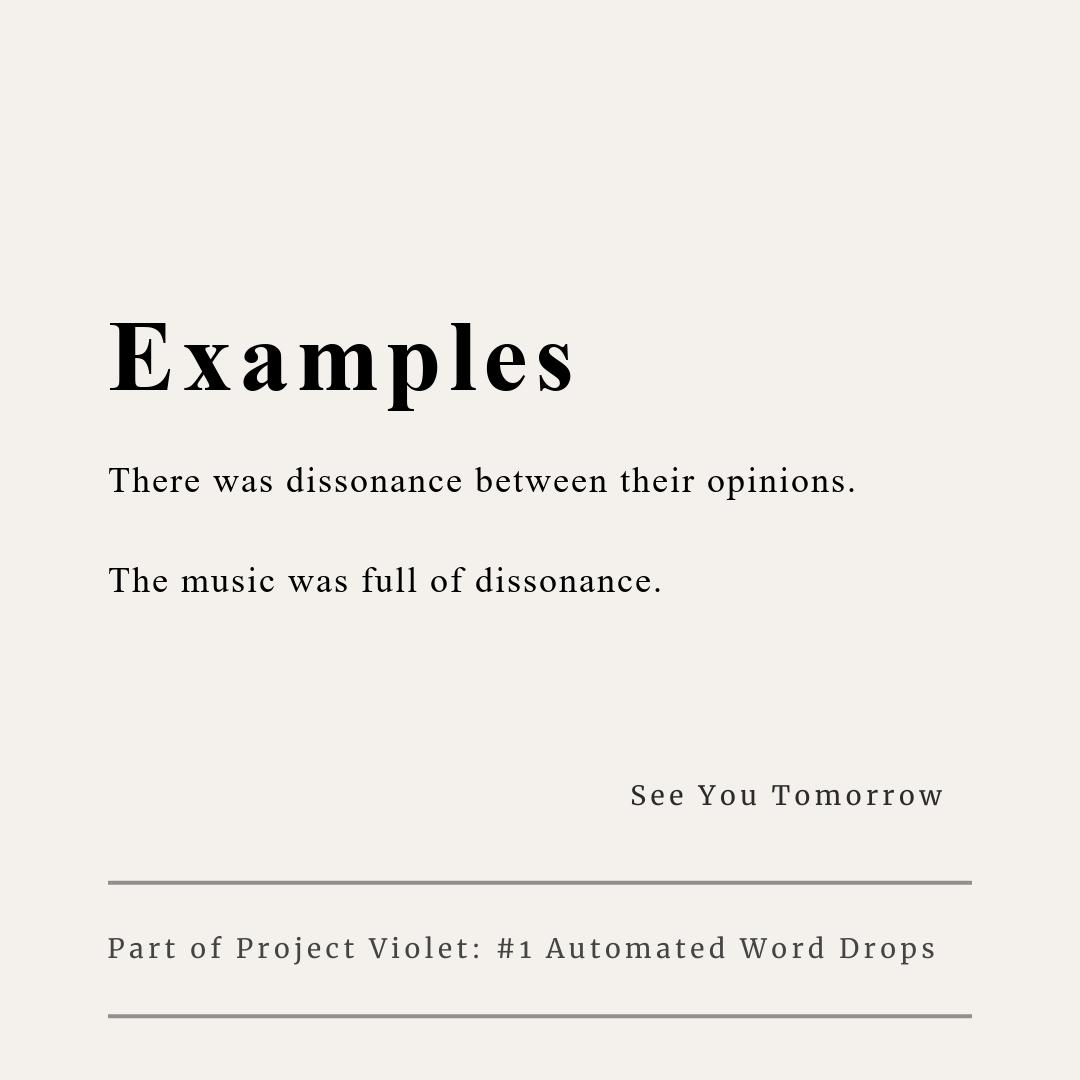 Examples
There was dissonance between their opinions.
The music was full of dissonance.
See You Tomorrow
Part of Project Violet: #1 Automated Word Drops